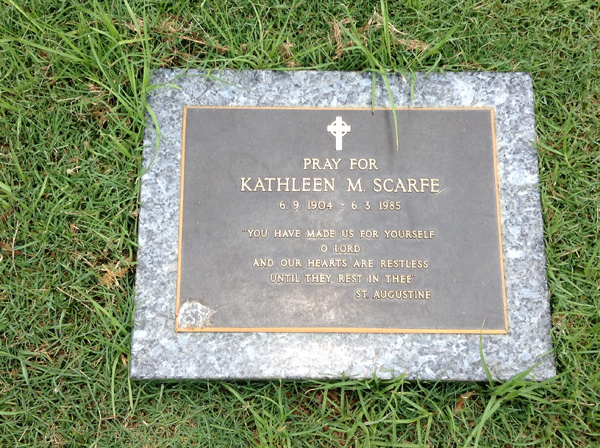 PRAY FOR
KATHLEEN M. SCARFE
6. 9. 1904 - 6. 3. 1985
"YOU HAVE MADE US FOR YOURSELF
O LORD
AND OUR HEARTS ARE RESTLESS
UNTIL THEY REST IN THEE"
ST. AUGUSTINE